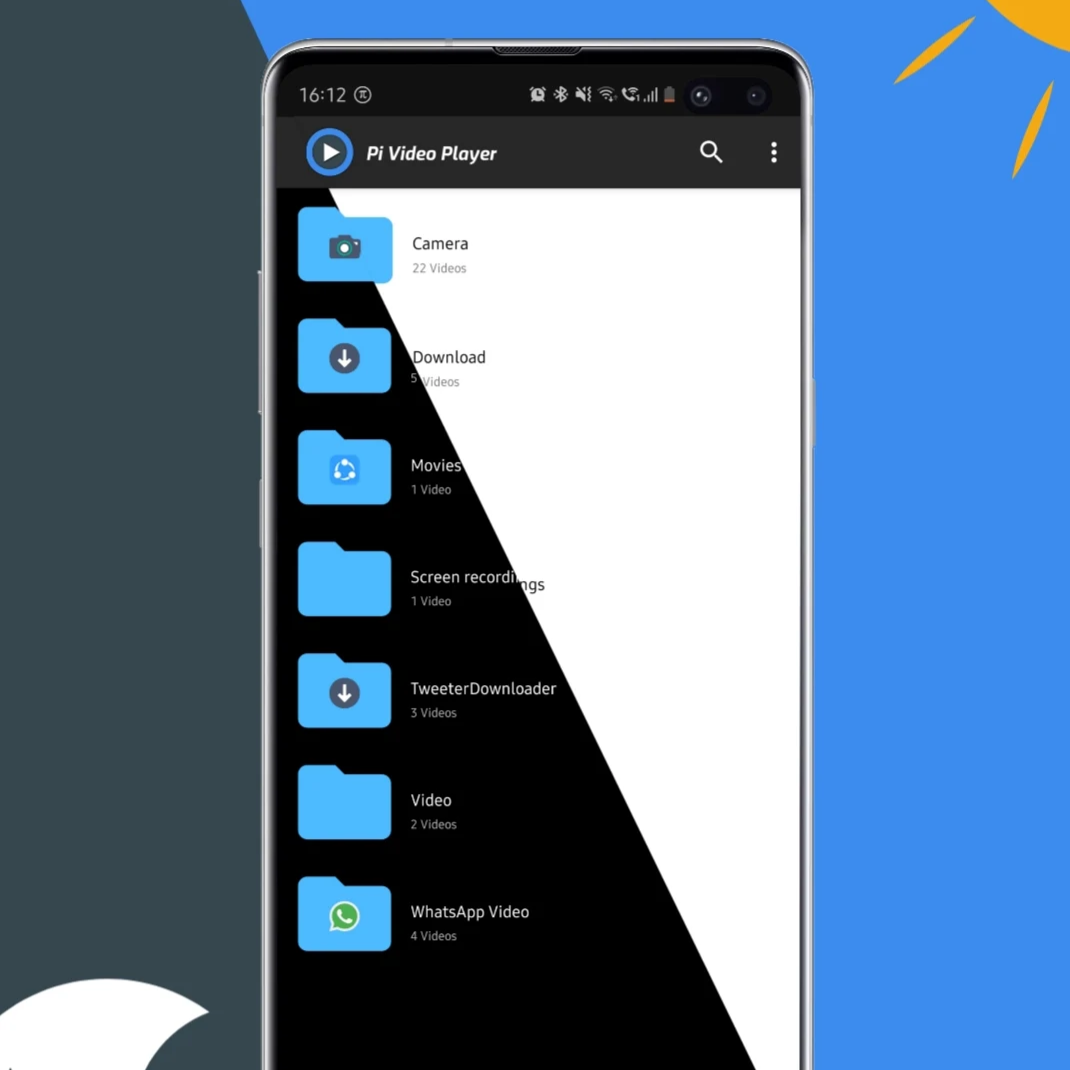 16:12
Pi Video Player
Camera
22 Videos
Download
5 Videos
Movies
1 Video
Screen recordings
1 Video
TweeterDownloader
3 Videos
Video
2 Videos
WhatsApp Video
4 Videos